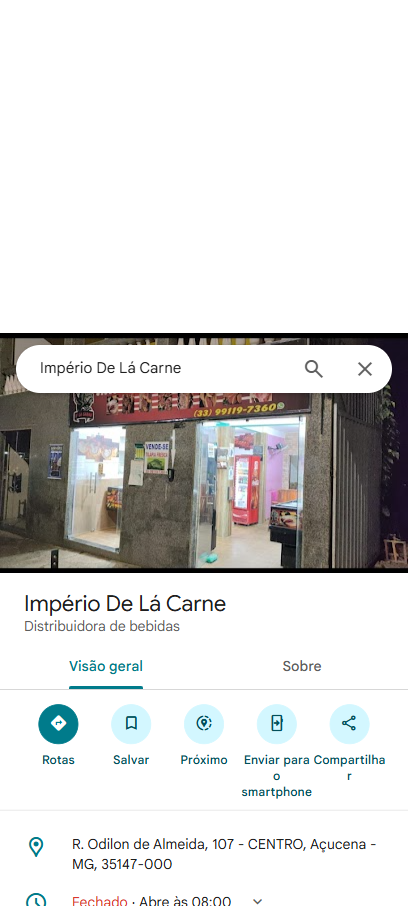 Império De Lá Carne
(33) 99119-7360
VENDE-SE
Império De Lá Carne
Distribuidora de bebidas
Visão geral
Sobre
Rotas
Salvar
Próximo
Enviar para
o
smartphone
Compartilha
r
R. Odilon de Almeida, 107 - CENTRO, Açucena -
MG, 35147-000
Fechado · Abre às 08:00